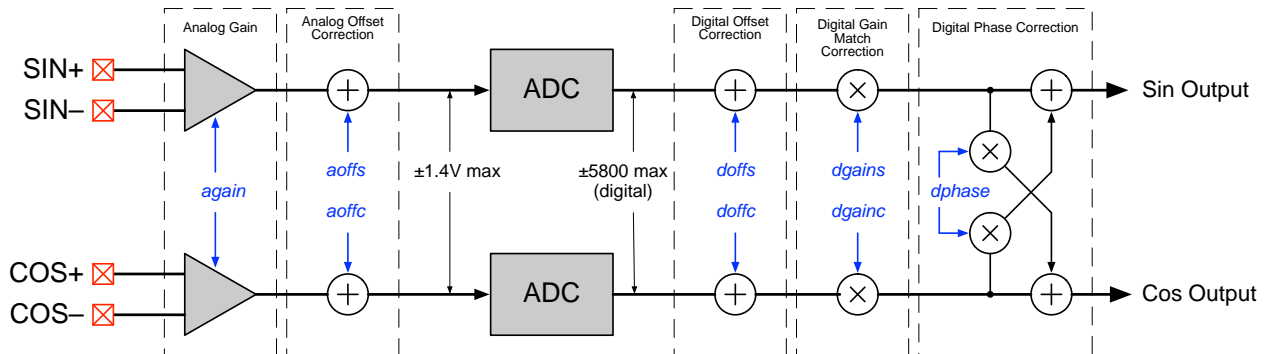 Analog Gain
Analog Offset
Correction
Digital Offset
Correction
Digital Gain
Match
Correction
Digital Phase Correction
SIN+
SIN–
ADC
Sin Output
again
aoffs
aoffc
±1.4V max
±5800 max
(digital)
doffs
doffc
dgains
dgainc
dphase
COS+
COS–
ADC
Cos Output